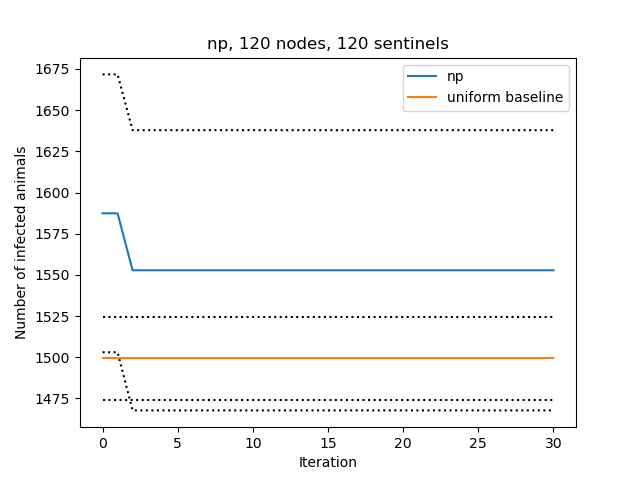 np, 120 nodes, 120 sentinels
np
uniform baseline
Number of infected animals
1675
1650
1625
1600
1575
1550
1525
1500
1475
0 5 10 15 20 25 30
Iteration